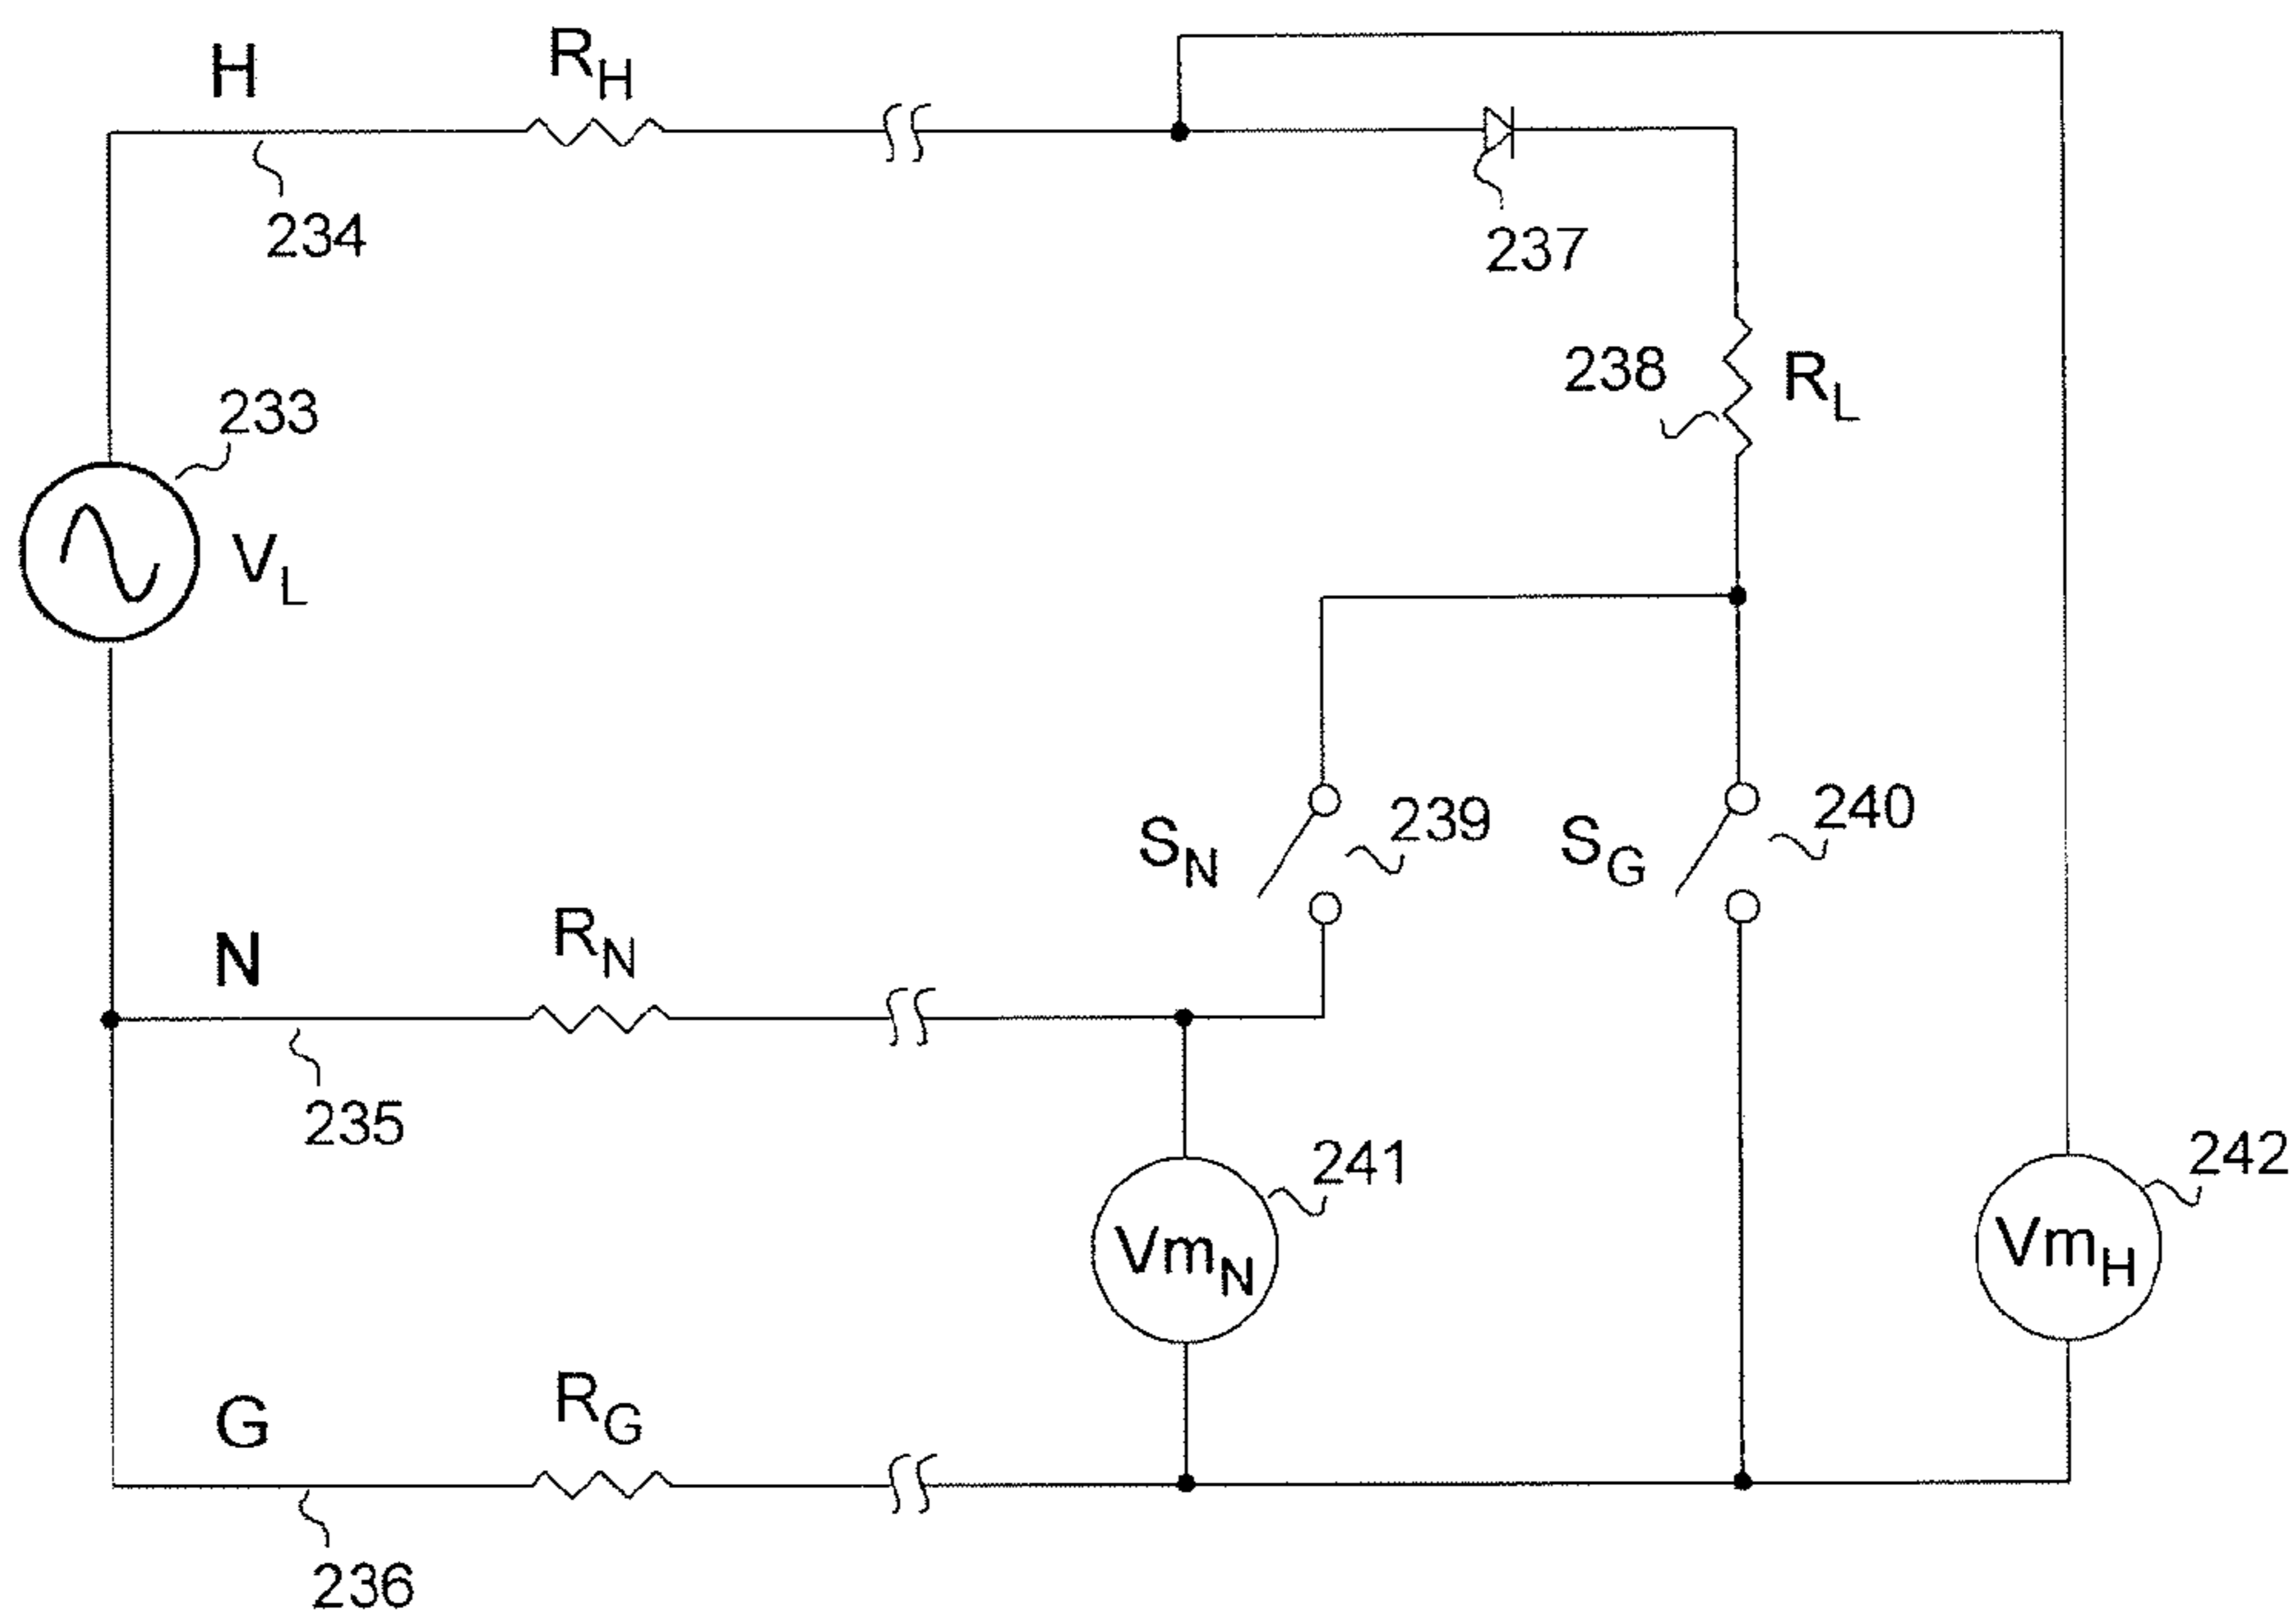 H
R_H
234
237
233
V_L
238
R_L
S_N
239
S_G
240
N
R_N
235
241
Vm_N
242
Vm_H
G
R_G
236